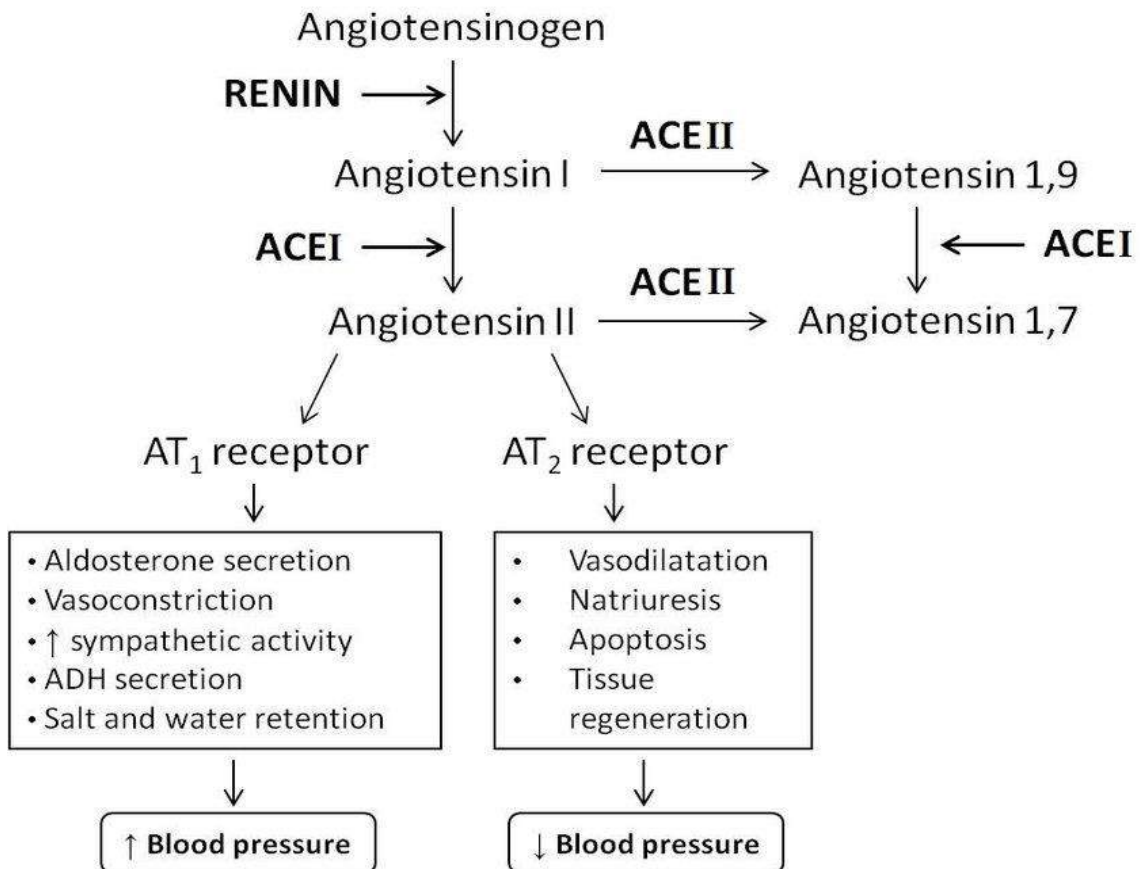 Angiotensinogen
RENIN
ACE II
Angiotensin I
Angiotensin 1,9
ACEI
ACEI
ACE II
Angiotensin II
Angiotensin 1,7
AT₁ receptor
AT₂ receptor
• Aldosterone secretion
• Vasoconstriction
• ↑ sympathetic activity
• ADH secretion
• Salt and water retention
• Vasodilatation
• Natriuresis
• Apoptosis
• Tissue
regeneration
↑ Blood pressure
↓ Blood pressure